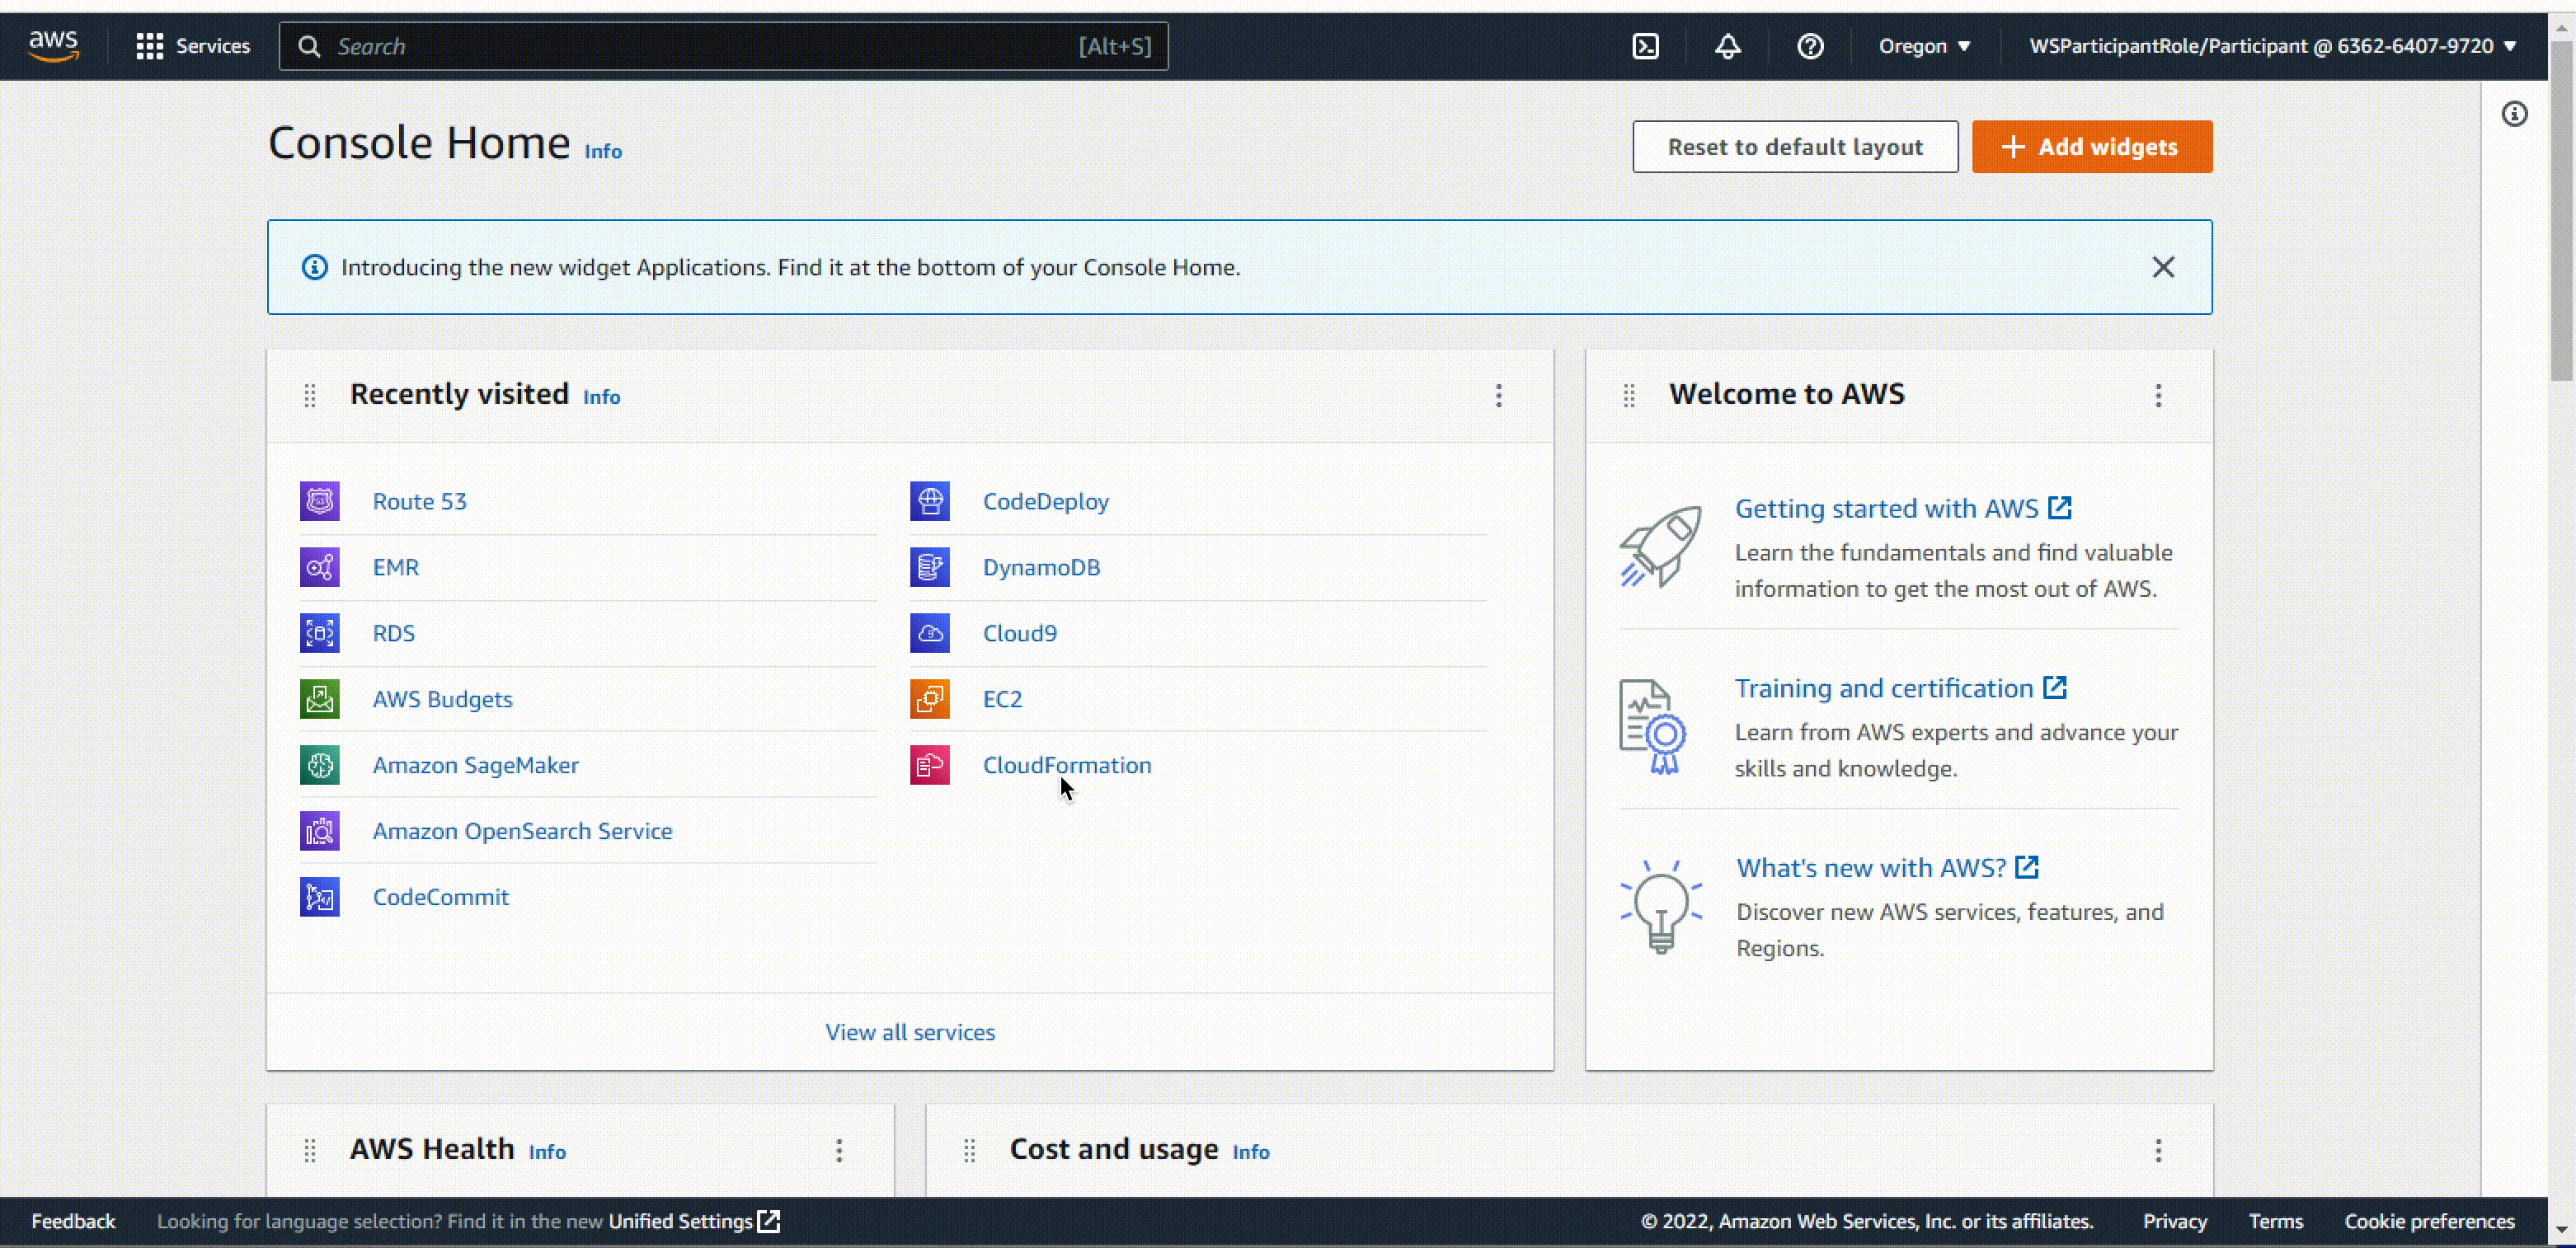 aws
Services
Search
[Alt+S]
Oregon ▼
WSParticipantRole/Participant @ 6362-6407-9720 ▼
Console Home Info
Reset to default layout
+ Add widgets
Introducing the new widget Applications. Find it at the bottom of your Console Home.
Recently visited Info
Route 53
EMR
RDS
AWS Budgets
Amazon SageMaker
Amazon OpenSearch Service
CodeCommit
CodeDeploy
DynamoDB
Cloud9
EC2
CloudFormation
View all services
Welcome to AWS
Getting started with AWS
Learn the fundamentals and find valuable
information to get the most out of AWS.
Training and certification
Learn from AWS experts and advance your
skills and knowledge.
What's new with AWS?
Discover new AWS services, features, and
Regions.
AWS Health Info
Cost and usage Info
Feedback
Looking for language selection? Find it in the new Unified Settings
© 2022, Amazon Web Services, Inc. or its affiliates.
Privacy
Terms
Cookie preferences